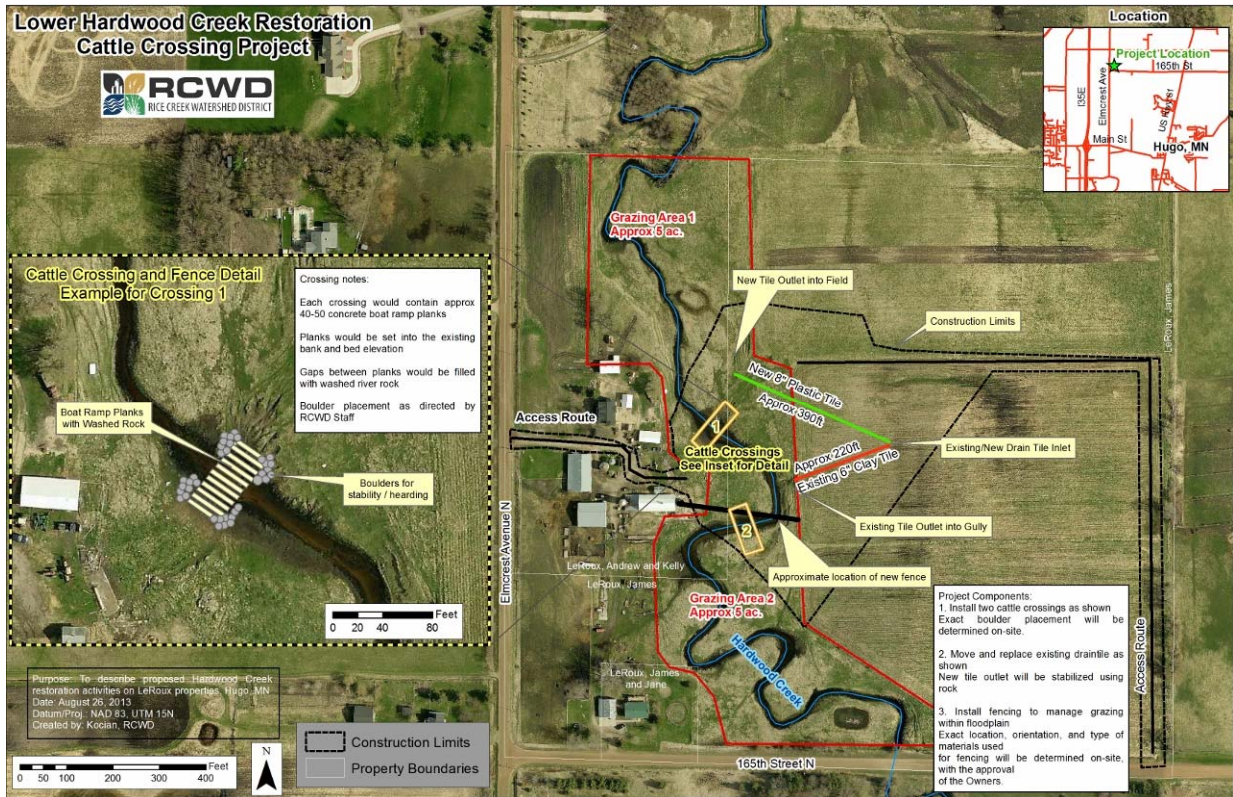 Lower Hardwood Creek Restoration
Cattle Crossing Project
RCWD
RICE CREEK WATERSHED DISTRICT
Location
Project Location
165th St
Elmcrest Ave
I35E
US Hwy 61
Main St
Hugo, MN
Grazing Area 1
Approx 5 ac.
New Tile Outlet into Field
Construction Limits
LeRoux, James
Cattle Crossing and Fence Detail
Example for Crossing 1
Crossing notes:
Each crossing would contain approx
40-50 concrete boat ramp planks
Planks would be set into the existing
bank and bed elevation
Gaps between planks would be filled
with washed river rock
Boulder placement as directed by
RCWD Staff
Boat Ramp Planks
with Washed Rock
Boulders for
stability / hearding
Feet
0 20 40 80
New 8" Plastic Tile
Approx 390ft
Access Route
1
Cattle Crossings
See Inset for Detail
Approx 220ft
Existing 6" Clay Tile
Existing/New Drain Tile Inlet
Existing Tile Outlet into Gully
2
Approximate location of new fence
Elmcrest Avenue N
LeRoux, Andrew and Kelly
LeRoux, James
Grazing Area 2
Approx 5 ac.
Hardwood Creek
LeRoux, James
and Jane
Project Components:
1. Install two cattle crossings as shown
Exact boulder placement will be
determined on-site.
2. Move and replace existing draintile as
shown
New tile outlet will be stabilized using
rock
3. Install fencing to manage grazing
within floodplain
Exact location, orientation, and type of
materials used
for fencing will be determined on-site,
with the approval
of the Owners.
Access Route
Purpose: To describe proposed Hardwood Creek
restoration activities on LeRoux properties, Hugo, MN
Date: August 26, 2013
Datum/Proj.: NAD 83, UTM 15N
Created by: Kocian, RCWD
Feet
0 50 100 200 300 400
N
Construction Limits
Property Boundaries
165th Street N